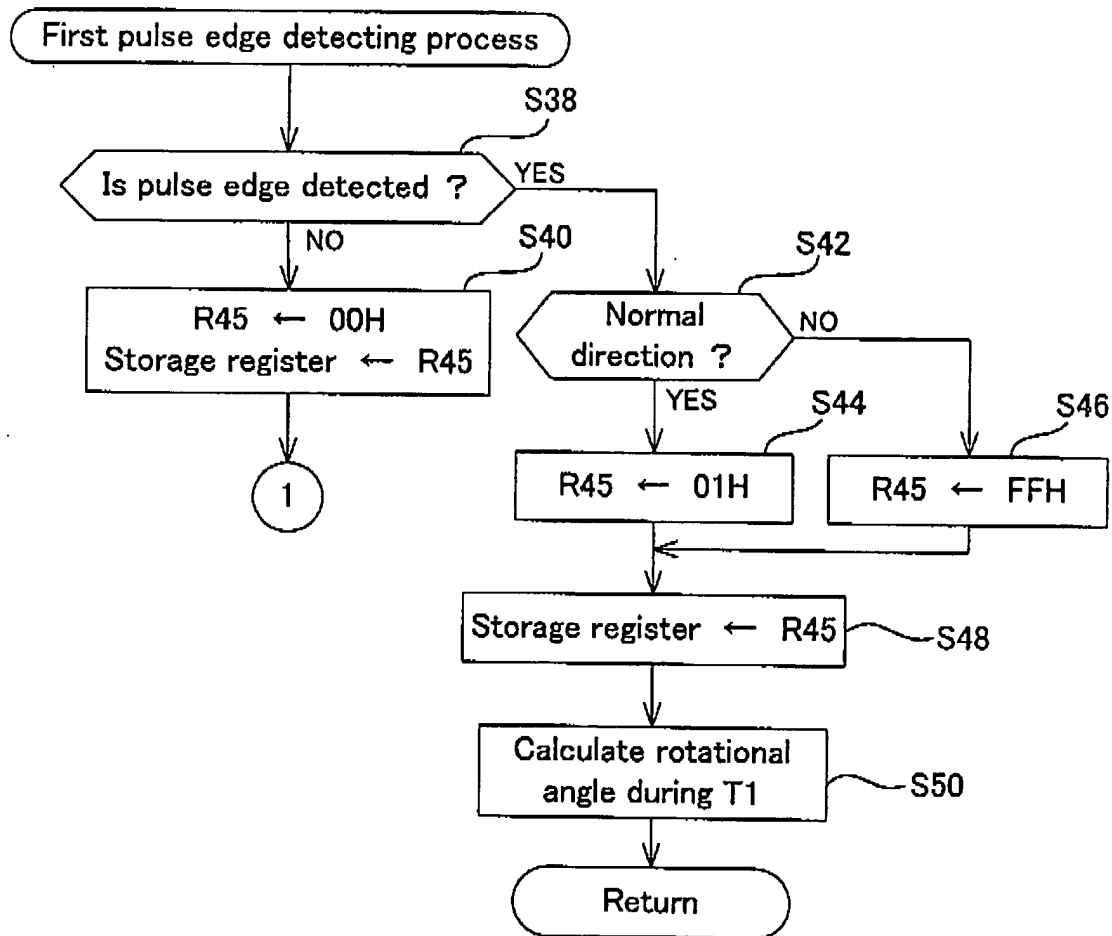 First pulse edge detecting process
S38
Is pulse edge detected ?
YES
NO
S40
S42
R45 ← 00H
Storage register ← R45
Normal
direction ?
NO
YES
S44
S46
1
R45 ← 01H
R45 ← FFH
Storage register ← R45
S48
Calculate rotational
angle during T1
S50
Return